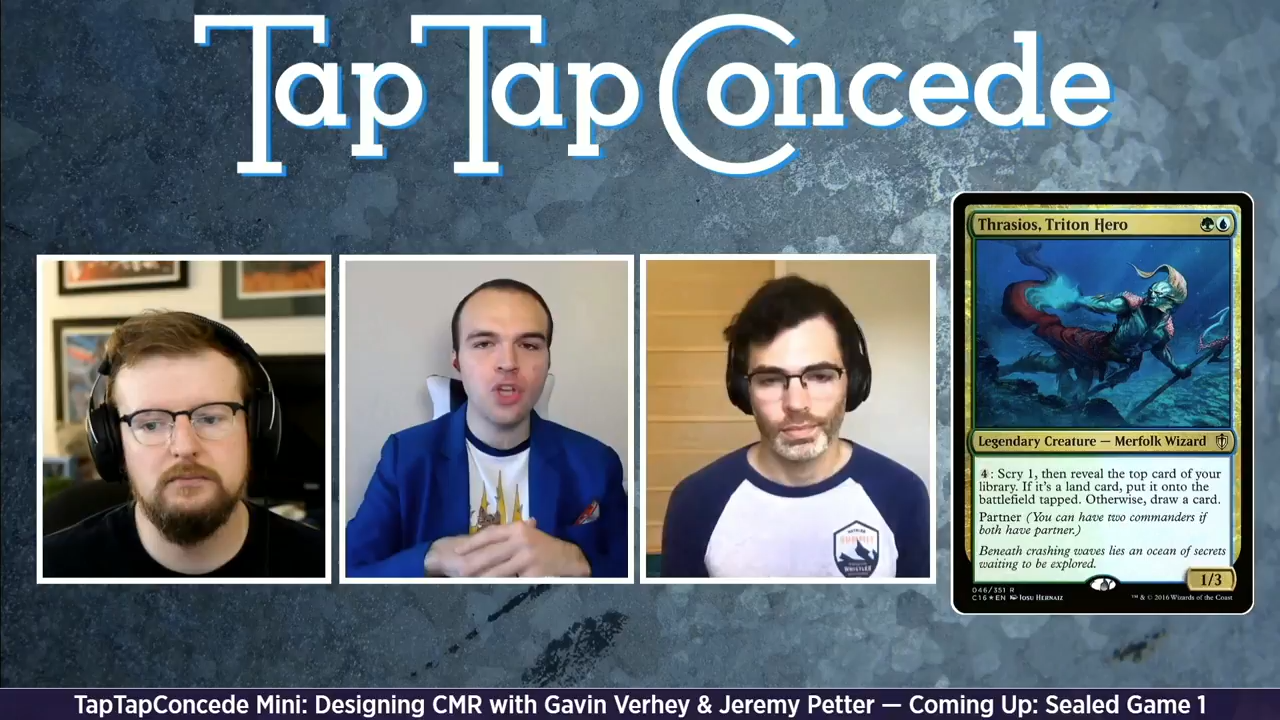 Tap Tap Concede
Thrasios, Triton Hero
Legendary Creature — Merfolk Wizard
4: Scry 1, then reveal the top card of your
library. If it's a land card, put it onto the
battlefield tapped. Otherwise, draw a card.
Partner (You can have two commanders if
both have partner.)
Beneath crashing waves lies an ocean of secrets
waiting to be explored.
1/3
046/351 R
C16★EN Iosu Hernaiz
™ & © 2016 Wizards of the Coast
TapTapConcede Mini: Designing CMR with Gavin Verhey & Jeremy Petter — Coming Up: Sealed Game 1